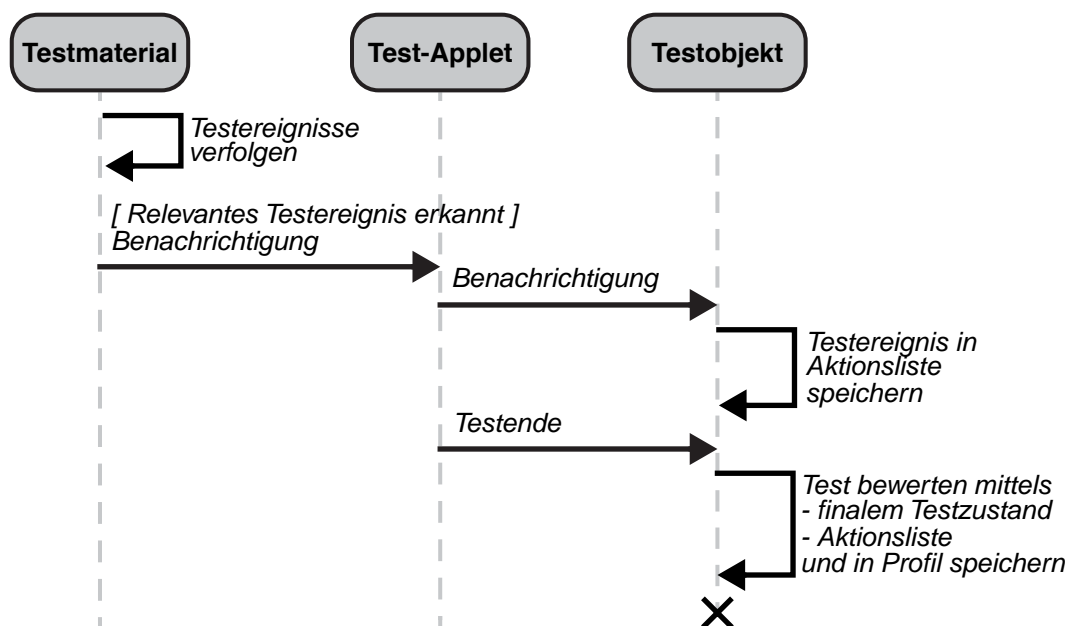 Testmaterial
Test-Applet
Testobjekt
Testereignisse
verfolgen
[ Relevantes Testereignis erkannt ]
Benachrichtigung
Benachrichtigung
Testereignis in
Aktionsliste
speichern
Testende
Test bewerten mittels
- finalem Testzustand
- Aktionsliste
und in Profil speichern